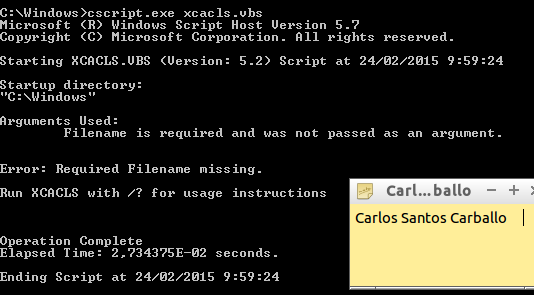 C:\Windows>cscript.exe xcacls.vbs
Microsoft (R) Windows Script Host Version 5.7
Copyright (C) Microsoft Corporation. All rights reserved.
Starting XCACLS.VBS (Version: 5.2) Script at 24/02/2015 9:59:24
Startup directory:
"C:\Windows"
Arguments Used:
Filename is required and was not passed as an argument.
Error: Required Filename missing.
Run XCACLS with /? for usage instructions
Operation Complete
Elapsed Time: 2,734375E-02 seconds.
Ending Script at 24/02/2015 9:59:24
Carl...ballo
Carlos Santos Carballo